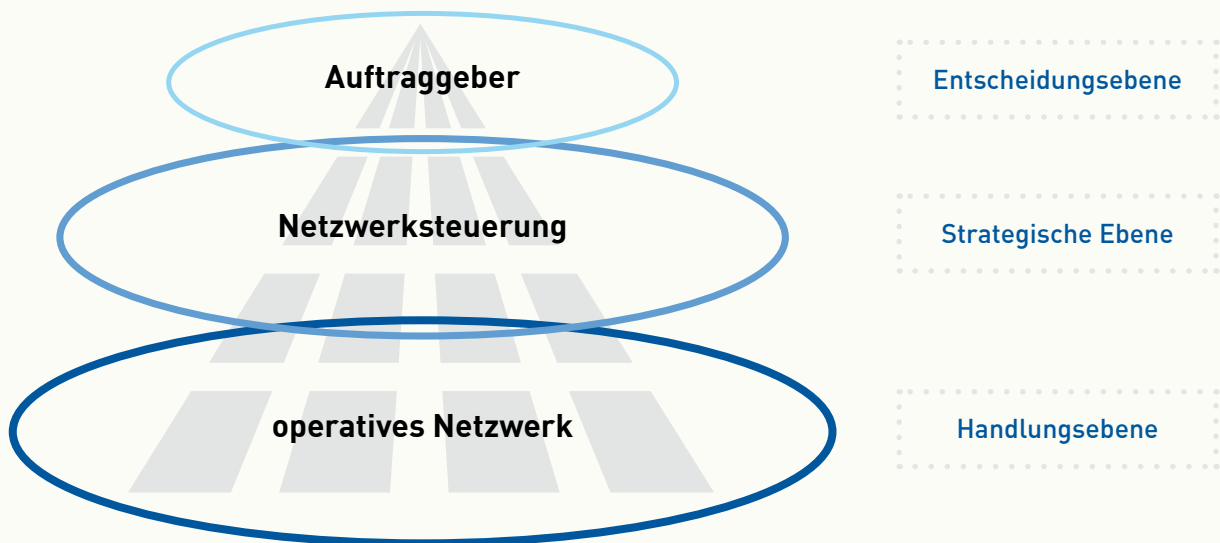 Auftraggeber
Entscheidungsebene
Netzwerksteuerung
Strategische Ebene
operatives Netzwerk
Handlungsebene